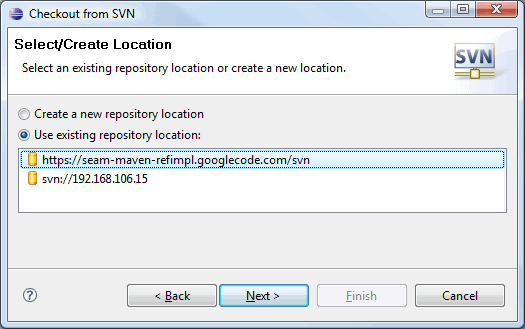 Checkout from SVN
Select/Create Location
Select an existing repository location or create a new location.
SVN
Create a new repository location
Use existing repository location:
https://seam-maven-refimpl.googlecode.com/svn
svn://192.168.106.15
? < Back Next > Finish Cancel